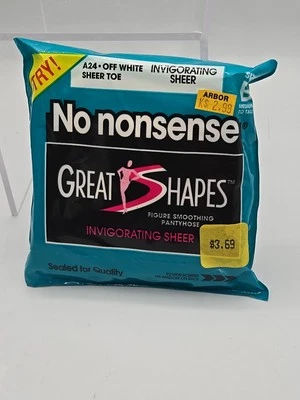 TRY!
A24 • OFF WHITE
SHEER TOE
INVIGORATING
SHEER
ARBOR
2.99
No nonsense®
GREAT SHAPES™
FIGURE SMOOTHING
PANTYHOSE
INVIGORATING SHEER
$3.69
Sealed for Quality